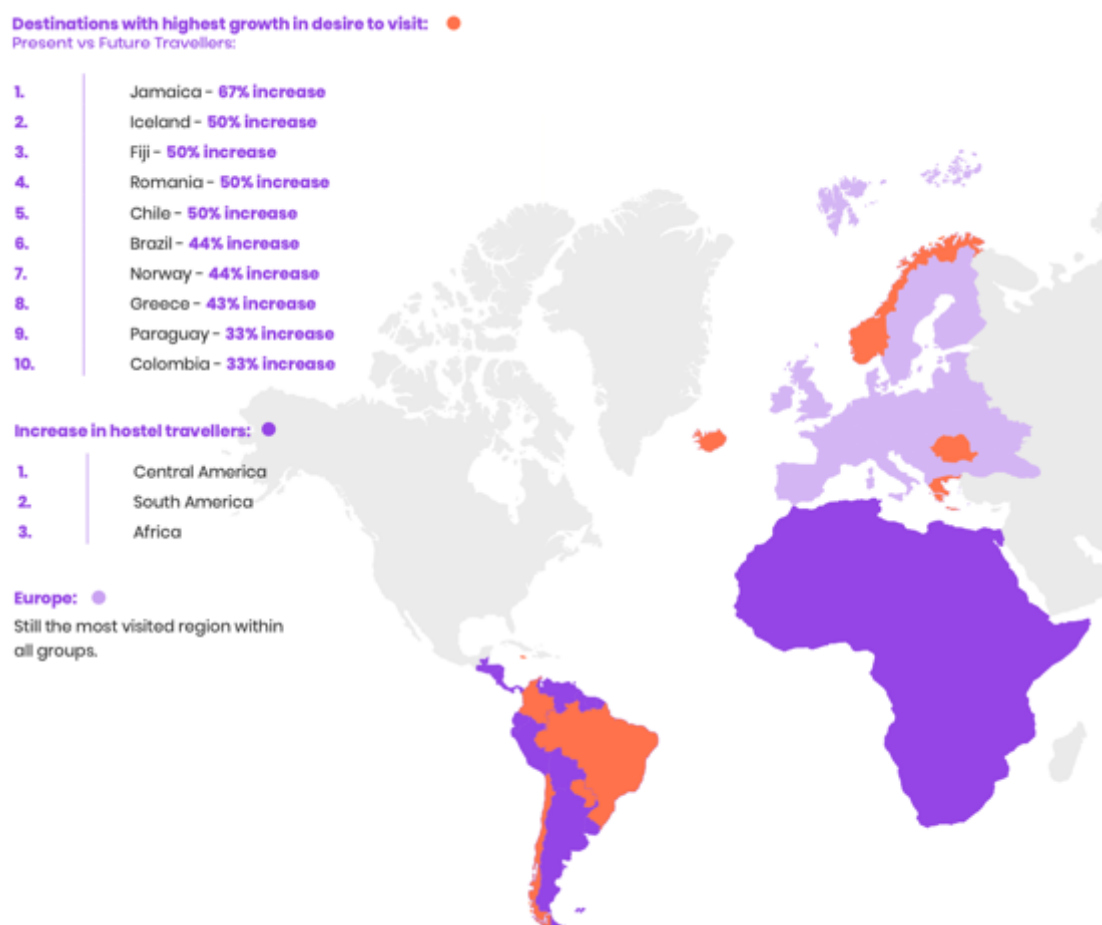 Destinations with highest growth in desire to visit:
Present vs Future Travellers:
1. Jamaica - 67% increase
2. Iceland - 50% increase
3. Fiji - 50% increase
4. Romania - 50% increase
5. Chile - 50% increase
6. Brazil - 44% increase
7. Norway - 44% increase
8. Greece - 43% increase
9. Paraguay - 33% increase
10. Colombia - 33% increase
Increase in hostel travellers:
1. Central America
2. South America
3. Africa
Europe:
Still the most visited region within
all groups.